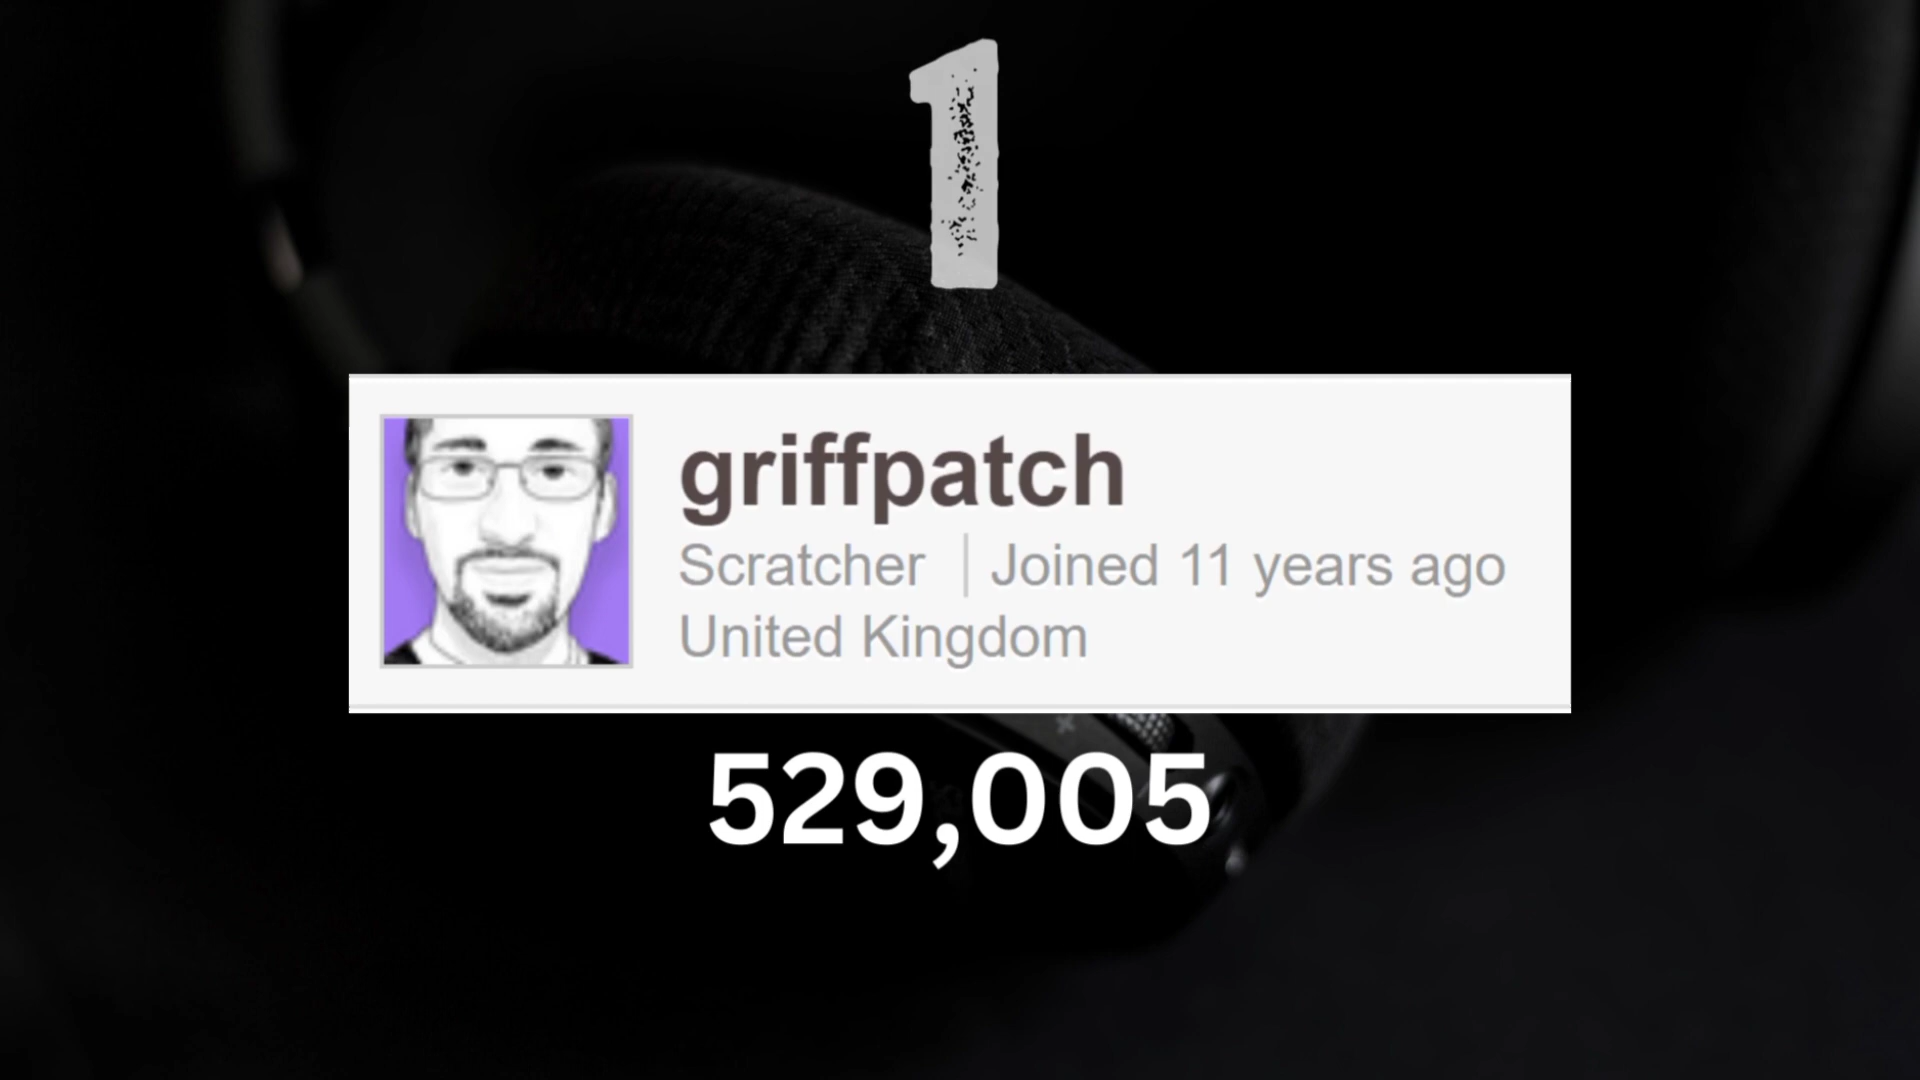 1
griffpatch
Scratcher | Joined 11 years ago
United Kingdom
529,005